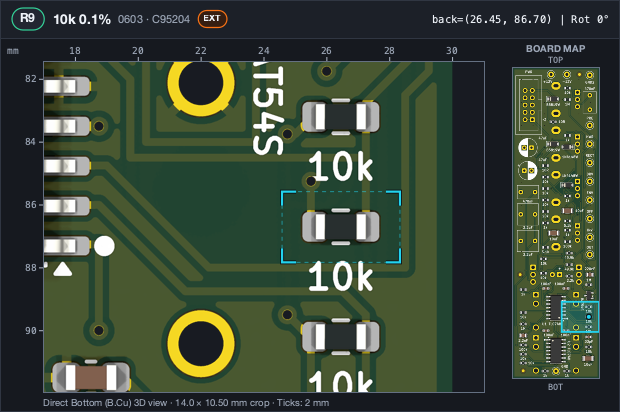 R9 10k 0.1% 0603 · C95204 EXT back=(26.45, 86.70) | Rot 0°
mm 18 20 22 24 26 28 30
BOARD MAP
TOP
82
84
86
88
90
T54S
10k
10k
10k
BOT
Direct Bottom (B.Cu) 3D view · 14.0 × 10.50 mm crop · Ticks: 2 mm